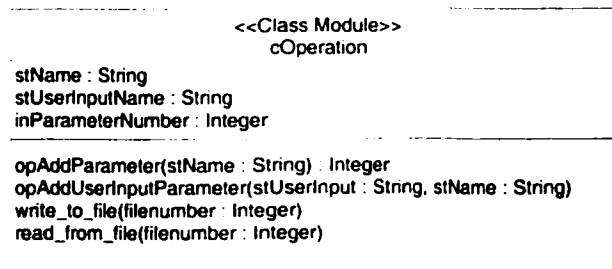 <<Class Module>>
cOperation
stName : String
stUserInputName : String
inParameterNumber : Integer
opAddParameter(stName : String) : Integer
opAddUserInputParameter(stUserInput : String, stName : String)
write_to_file(filenumber : Integer)
read_from_file(filenumber : Integer)